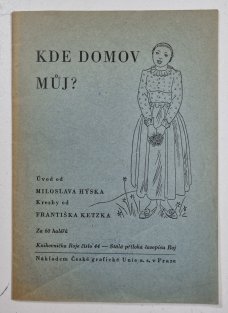 KDE DOMOV
MŮJ?
Úvod od
MILOSLAVA HÝSKA
Kresby od
FRANTIŠKA KETZKA
Za 60 haléřů
Knihovnička Roje číslo 44 — Stálá příloha časopisu Roj
Nákladem České grafické Unie a. s. v Praze